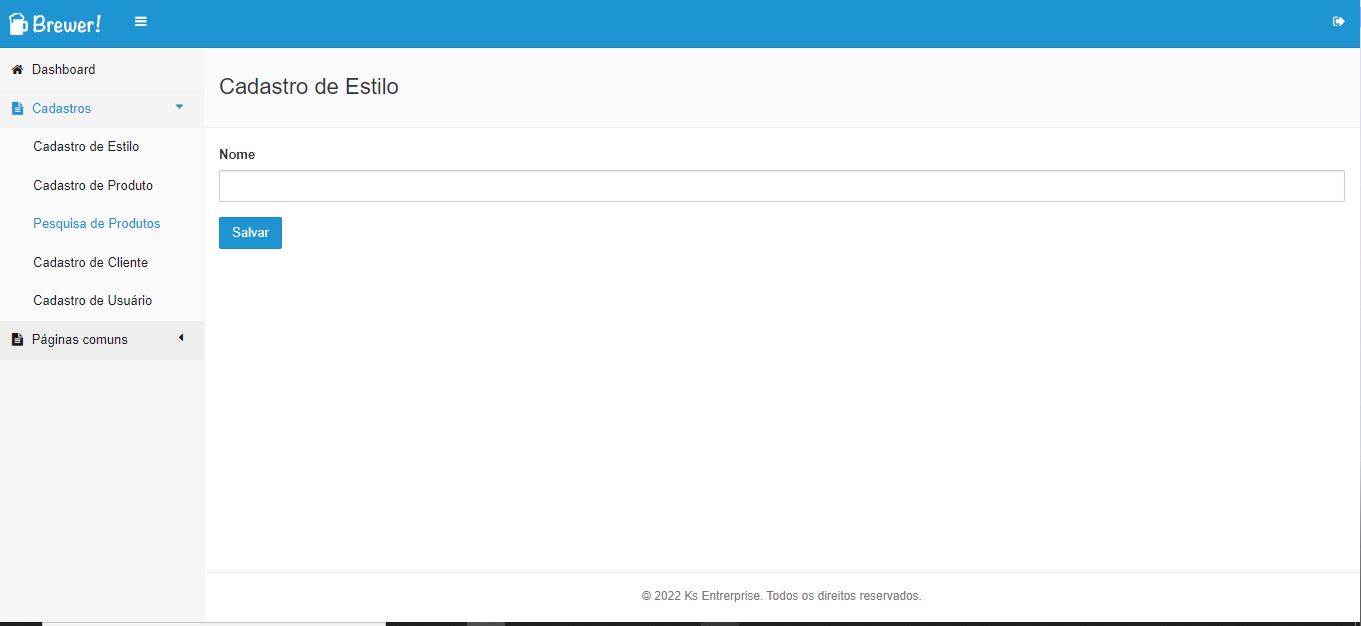 Brewer!
Dashboard
Cadastros
Cadastro de Estilo
Cadastro de Produto
Pesquisa de Produtos
Cadastro de Cliente
Cadastro de Usuário
Páginas comuns
Cadastro de Estilo
Nome
Salvar
© 2022 Ks Entrerprise. Todos os direitos reservados.